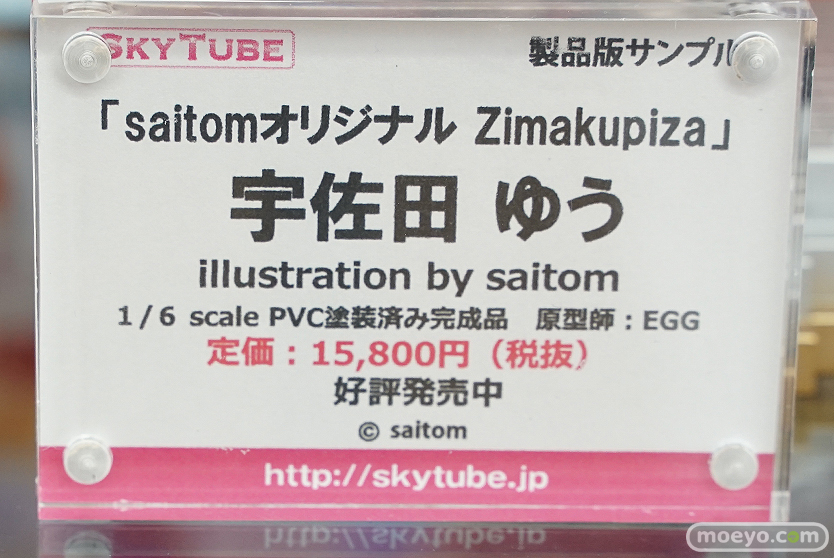 SKYTUBE
製品版サンプル
「saitomオリジナル Zimakupiza」
宇佐田 ゆう
illustration by saitom
1/6 scale PVC塗装済み完成品　原型師：EGG
定価：15,800円（税抜）
好評発売中
© saitom
http://skytube.jp
http://skytube.jp
moeyo.com